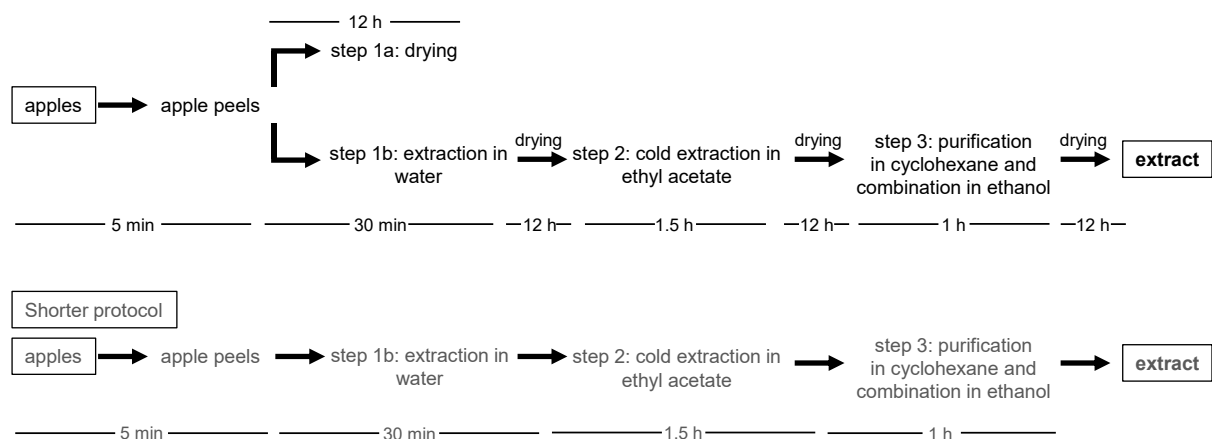 12 h
step 1a: drying
apples
apple peels
step 1b: extraction in
water
drying
step 2: cold extraction in
ethyl acetate
drying
step 3: purification
in cyclohexane and
combination in ethanol
drying
extract
5 min
30 min
12 h
1.5 h
12 h
1 h
12 h
Shorter protocol
apples
apple peels
step 1b: extraction in
water
step 2: cold extraction in
ethyl acetate
step 3: purification
in cyclohexane and
combination in ethanol
extract
5 min
30 min
1.5 h
1 h